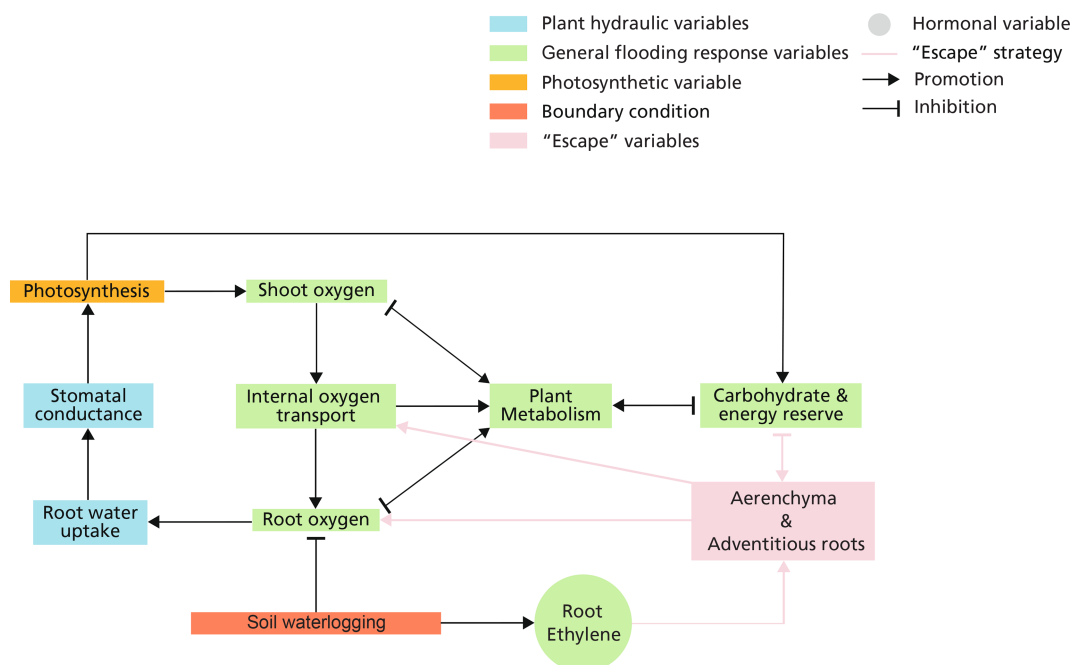 Plant hydraulic variables
General flooding response variables
Photosynthetic variable
Boundary condition
“Escape” variables
Hormonal variable
“Escape” strategy
Promotion
Inhibition
Photosynthesis
Shoot oxygen
Stomatal
conductance
Internal oxygen
transport
Plant
Metabolism
Carbohydrate &
energy reserve
Root water
uptake
Root oxygen
Aerenchyma
&
Adventitious roots
Soil waterlogging
Root
Ethylene